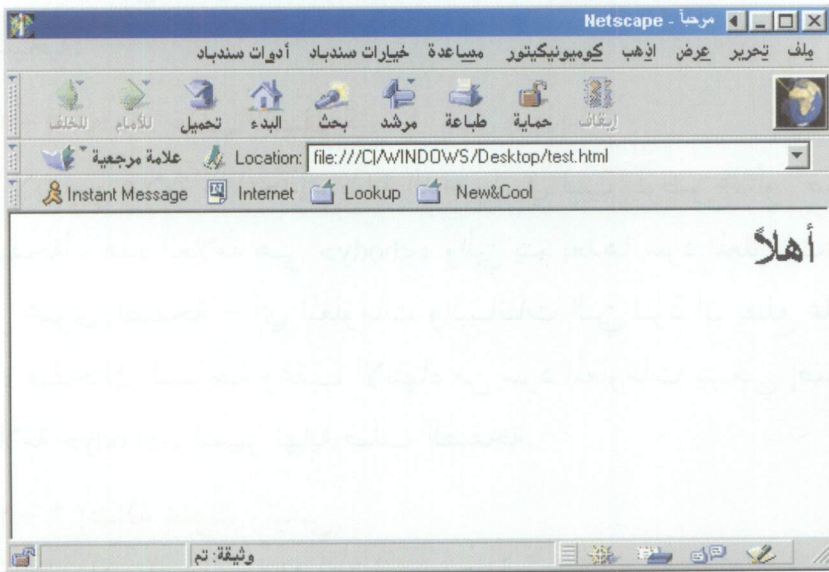 مرحباً - Netscape
ملف تحرير عرض اذهب كوميونيكيتور مساعدة خيارات سندباد أدوات سندباد
للخلف للأمام تحميل البدء بحث مرشد طباعة حماية إيقاف
علامة مرجعية Location: file:///C|/WINDOWS/Desktop/test.html
Instant Message Internet Lookup New&Cool
أهلاً
وثيقة: تم